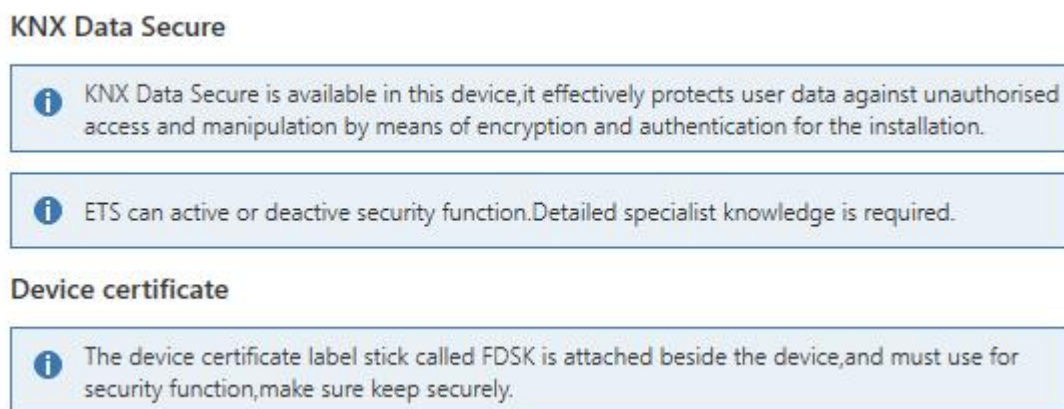 KNX Data Secure
KNX Data Secure is available in this device,it effectively protects user data against unauthorised
access and manipulation by means of encryption and authentication for the installation.
ETS can active or deactive security function.Detailed specialist knowledge is required.
Device certificate
The device certificate label stick called FDSK is attached beside the device,and must use for
security function,make sure keep securely.